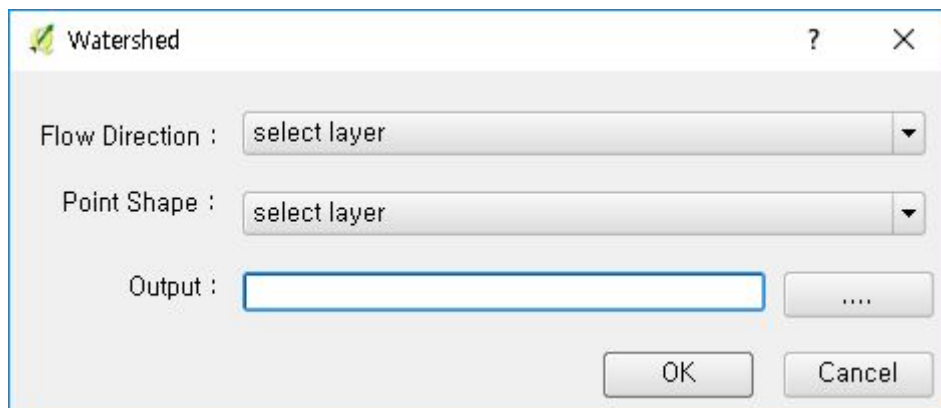 Watershed
Flow Direction : select layer
Point Shape : select layer
Output : ....
OK Cancel